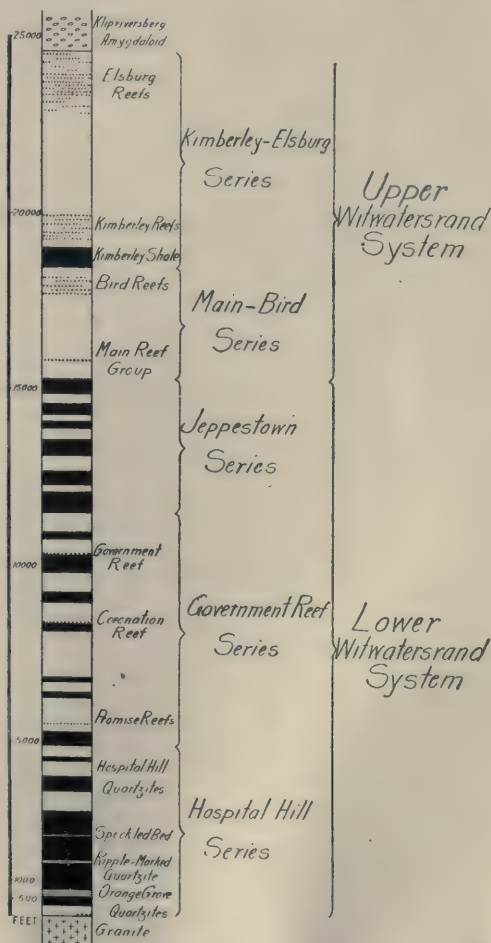 25000
Klipriversberg
Amygdaloid
Elsburg
Reefs
Kimberley-Elsburg
Series
Upper
Witwatersrand
System
20000
Kimberley Reefs
Kimberley Shale
Bird Reefs
Main-Bird
Series
Main Reef
Group
15000
Jeppestown
Series
10000
Government
Reef
Coronation
Reef
Government Reef
Series
Lower
Witwatersrand
System
Promise Reefs
5000
Hospital Hill
Quartzites
Hospital Hill
Series
Speckled Bed
Ripple-Marked
Quartzite
1000
Orange Grove
500
Quartzites
FEET
Granite